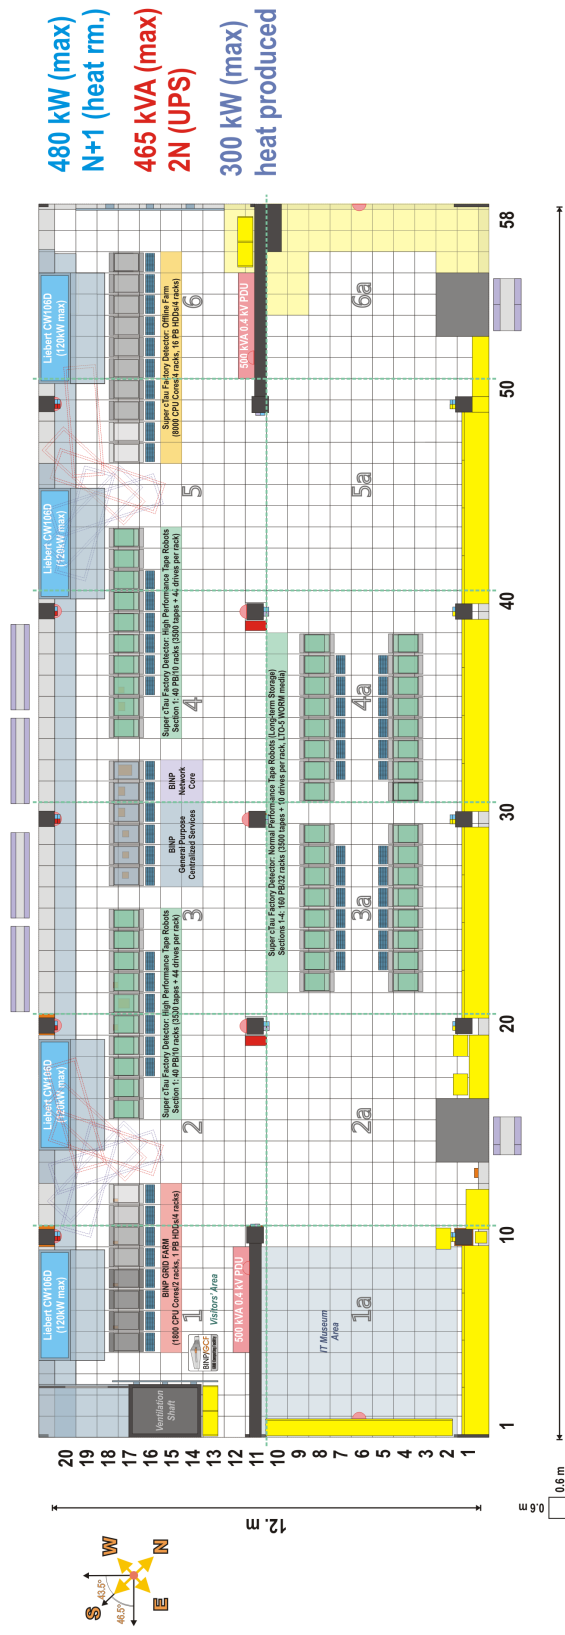 480 kW (max)
N+1 (heat rm.)
465 kVA (max)
2N (UPS)
300 kW (max)
heat produced
Liebert CW106D
(120kW max)
Liebert CW106D
(120kW max)
Liebert CW106D
(120kW max)
Liebert CW106D
(120kW max)
Ventilation
Shaft
BINP GRID FARM
(1800 CPU Cores/2 racks, 1 PB HDDs/4 racks)
Super cTau Factory Detector: High Performance Tape Robots
Section 1: 40 PB/10 racks (3500 tapes + 44 drives per rack)
BINP
General Purpose
Centralized Services
BINP
Network
Core
Super cTau Factory Detector: High Performance Tape Robots
Section 1: 40 PB/10 racks (3500 tapes + 44 drives per rack)
Super cTau Factory Detector: Offline Farm
(8000 CPU Cores/4 racks, 16 PB HDDs/4 racks)
1
2
3
4
5
6
BINP/GCF
Visitors' Area
500 kVA 0.4 kV PDU
500 kVA 0.4 kV PDU
Super cTau Factory Detector: Normal Performance Tape Robots (Long-term Storage)
Sections 1-4: 160 PB/32 racks (3500 tapes + 10 drives per rack, LTO-5 WORM media)
IT Museum
Area
1a
2a
3a
4a
5a
6a
20
19
18
17
16
15
14
13
12
11
10
9
8
7
6
5
4
3
2
1
1
10
20
30
40
50
58
12. m
0.6 m
0.6 m
S
W
N
E
43.5°
46.5°